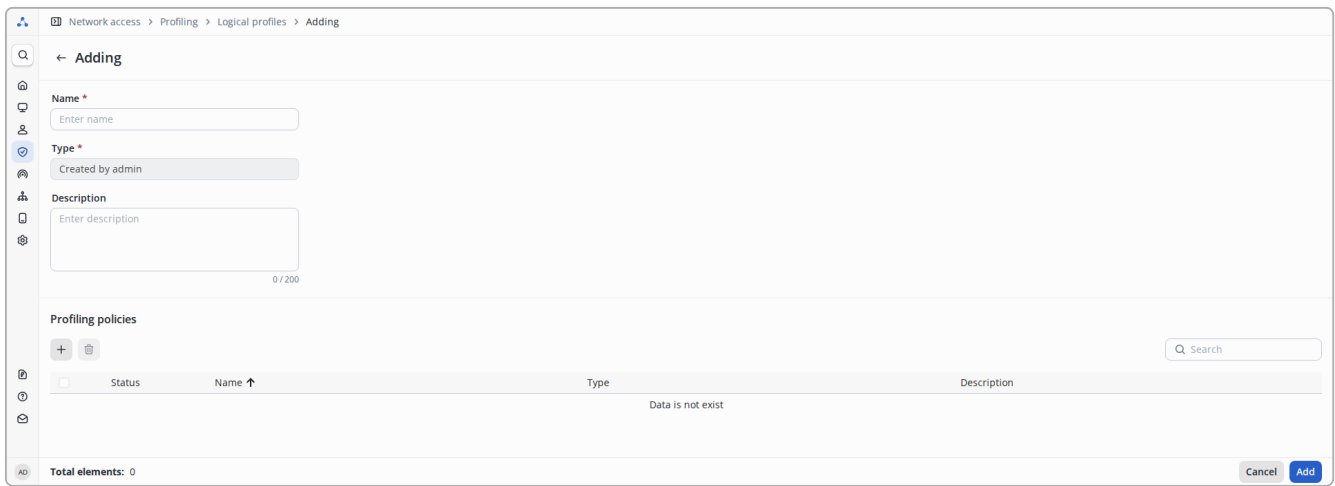 Network access > Profiling > Logical profiles > Adding
← Adding
Name *
Enter name
Type *
Created by admin
Description
Enter description
0 / 200
Profiling policies
Search
Status Name ↑ Type Description
Data is not exist
AD Total elements: 0 Cancel Add